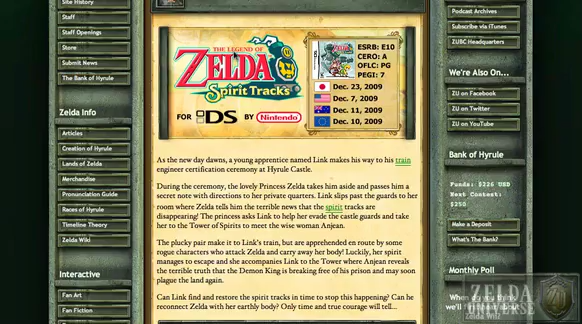 Site History
Staff
Staff Openings
Store
Submit News
The Bank of Hyrule
Zelda Info
Articles
Creation of Hyrule
Lands of Zelda
Merchandise
Pronunciation Guide
Races of Hyrule
Timeline Theory
Zelda Wiki
Interactive
Fan Art
Fan Fiction
THE LEGEND OF
ZELDA
Spirit Tracks
FOR DS BY Nintendo
ESRB: E10
CERO: A
OFLC: PG
PEGI: 7
Dec. 23, 2009
Dec. 7, 2009
Dec. 11, 2009
Dec. 10, 2009
As the new day dawns, a young apprentice named Link makes his way to his train
engineer certification ceremony at Hyrule Castle.
During the ceremony, the lovely Princess Zelda takes him aside and passes him a
secret note with directions to her private quarters. Link slips past the guards to her
room where Zelda tells him the terrible news that the spirit tracks are
disappearing! The princess asks Link to help her evade the castle guards and take
her to the Tower of Spirits to meet the wise woman Anjean.
The plucky pair make it to Link's train, but are apprehended en route by some
rogue characters who attack Zelda and carry away her body! Luckily, her spirit
manages to escape and she accompanies Link to the Tower where Anjean reveals
the terrible truth that the Demon King is breaking free of his prison and may soon
plague the land again.
Can Link find and restore the spirit tracks in time to stop this happening? Can he
reconnect Zelda with her earthly body? Only time and true courage will tell...
Podcast Archives
Subscribe via iTunes
ZUBC Headquarters
We're Also On...
ZU on Facebook
ZU on Twitter
ZU on YouTube
Bank of Hyrule
Funds: $226 USD
Next Contest:
$250
Make a Deposit
What's The Bank?
Monthly Poll
When do you think
we'll
ZELDA